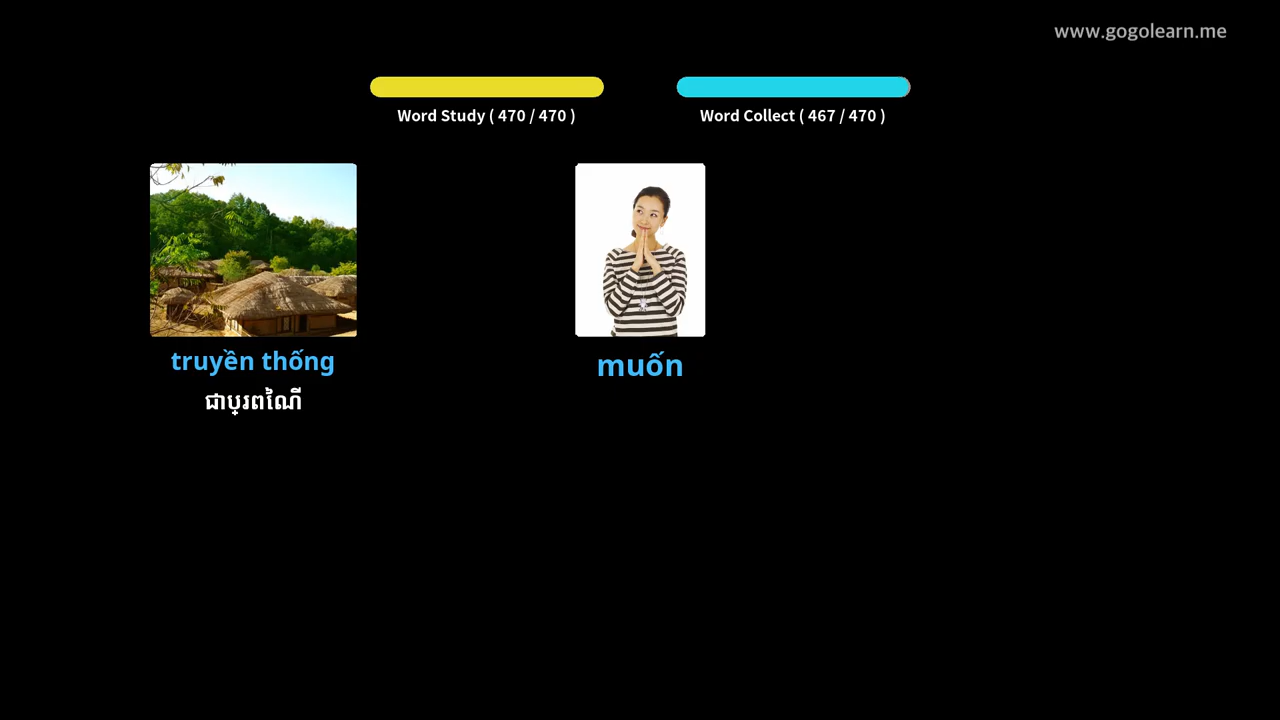 www.gogolearn.me
Word Study ( 470 / 470 )
Word Collect ( 467 / 470 )
truyền thống
muốn
ជាប្រពណៃី